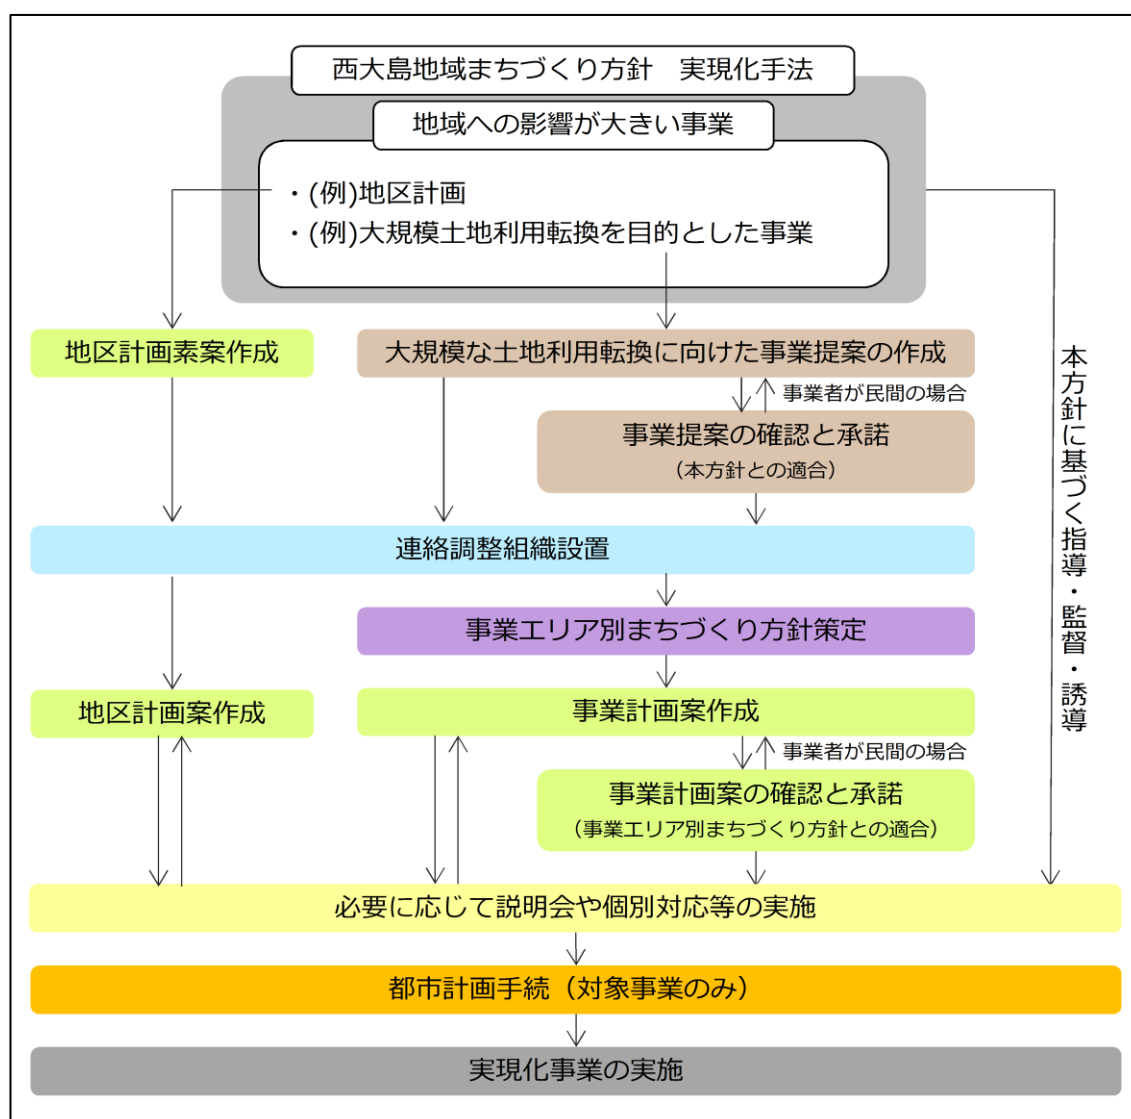 西大島地域まちづくり方針　実現化手法
地域への影響が大きい事業
・(例)地区計画
・(例)大規模土地利用転換を目的とした事業
地区計画素案作成
大規模な土地利用転換に向けた事業提案の作成
事業者が民間の場合
事業提案の確認と承諾
（本方針との適合）
本方針に基づく指導・監督・誘導
連絡調整組織設置
事業エリア別まちづくり方針策定
地区計画案作成
事業計画案作成
事業者が民間の場合
事業計画案の確認と承諾
（事業エリア別まちづくり方針との適合）
必要に応じて説明会や個別対応等の実施
都市計画手続（対象事業のみ）
実現化事業の実施